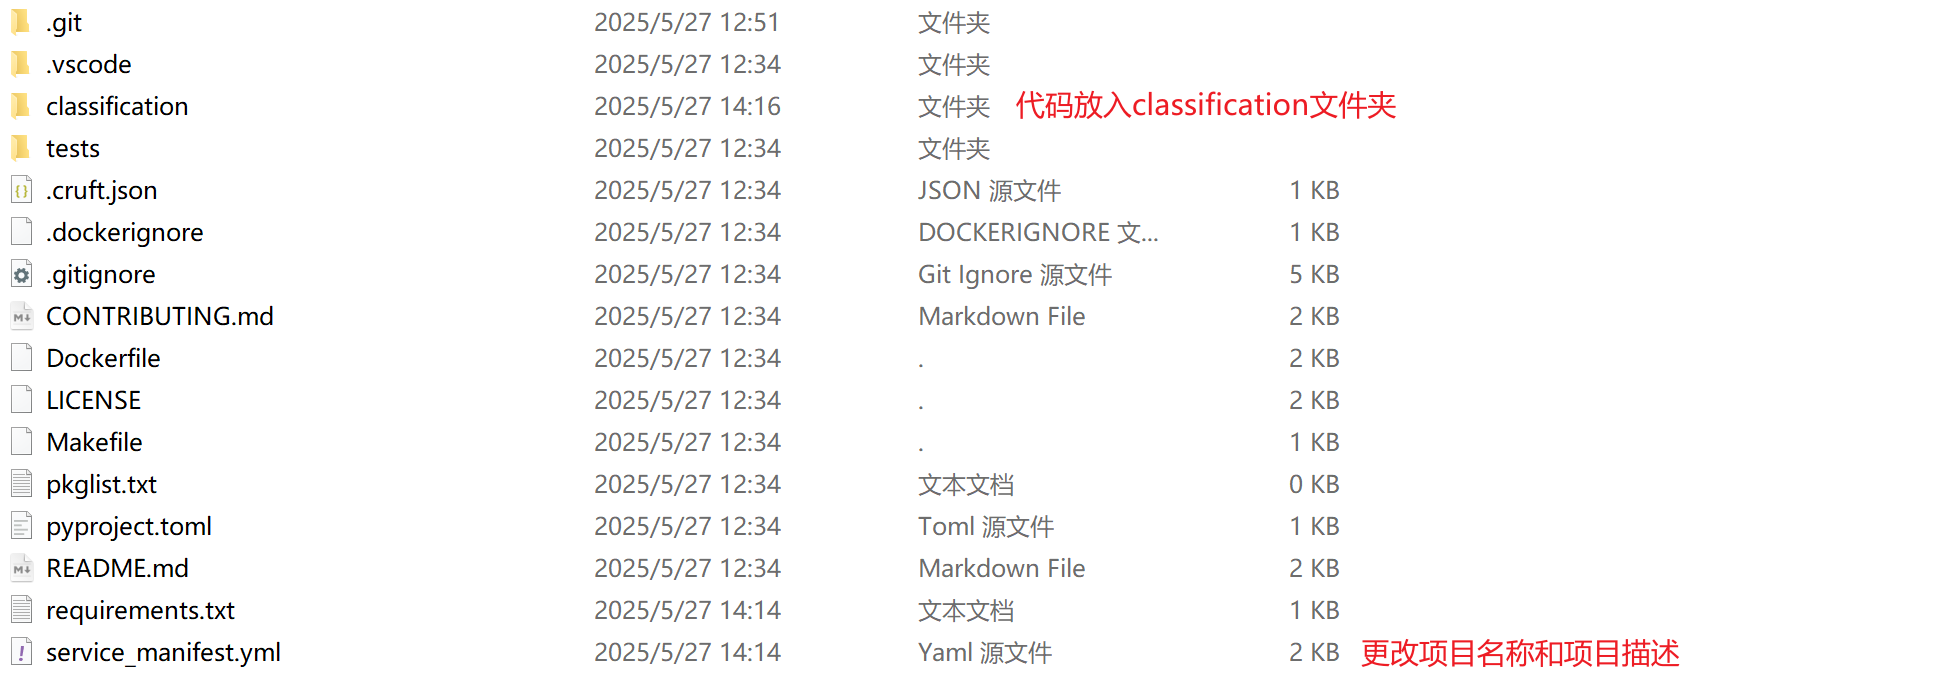 .git 2025/5/27 12:51 文件夹
.vscode 2025/5/27 12:34 文件夹
classification 2025/5/27 14:16 文件夹 代码放入classification文件夹
tests 2025/5/27 12:34 文件夹
.cruft.json 2025/5/27 12:34 JSON 源文件 1 KB
.dockerignore 2025/5/27 12:34 DOCKERIGNORE 文... 1 KB
.gitignore 2025/5/27 12:34 Git Ignore 源文件 5 KB
CONTRIBUTING.md 2025/5/27 12:34 Markdown File 2 KB
Dockerfile 2025/5/27 12:34 . 2 KB
LICENSE 2025/5/27 12:34 . 2 KB
Makefile 2025/5/27 12:34 . 1 KB
pkglist.txt 2025/5/27 12:34 文本文档 0 KB
pyproject.toml 2025/5/27 12:34 Toml 源文件 1 KB
README.md 2025/5/27 12:34 Markdown File 2 KB
requirements.txt 2025/5/27 14:14 文本文档 1 KB
service_manifest.yml 2025/5/27 14:14 Yaml 源文件 2 KB 更改项目名称和项目描述